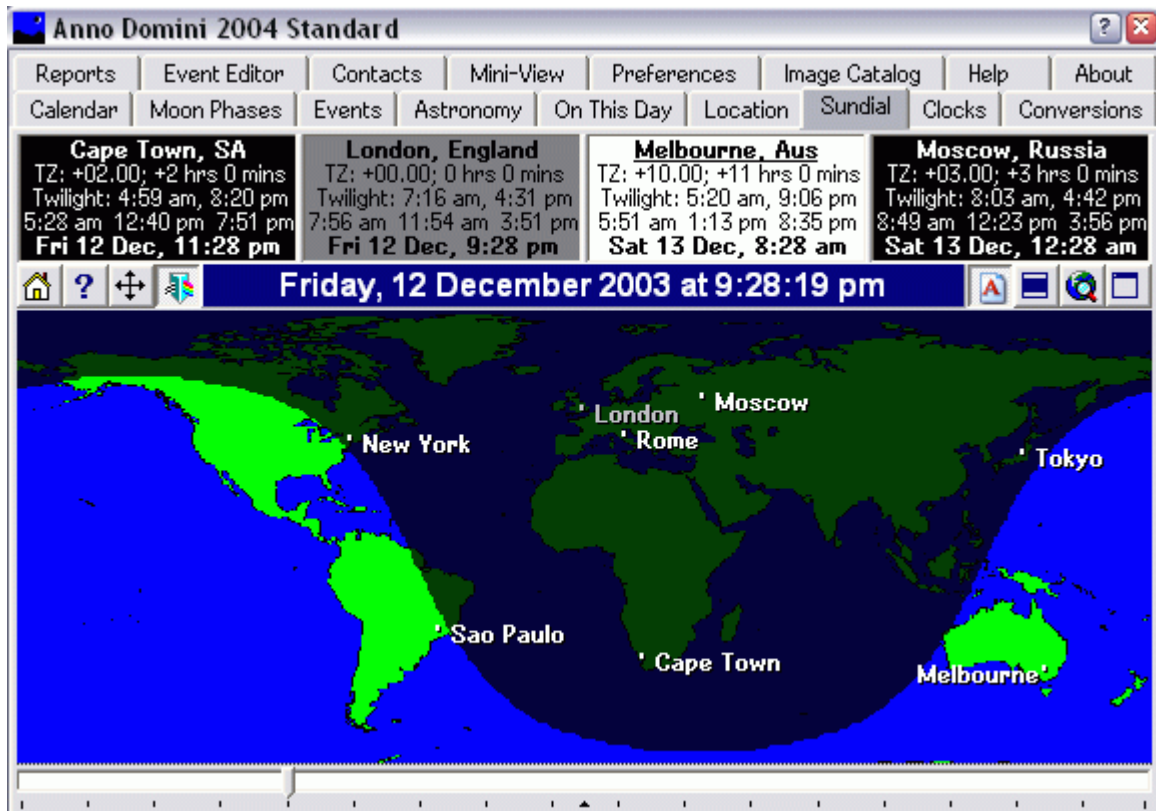 Anno Domini 2004 Standard
Reports Event Editor Contacts Mini-View Preferences Image Catalog Help About
Calendar Moon Phases Events Astronomy On This Day Location Sundial Clocks Conversions
Cape Town, SA
TZ: +02.00; +2 hrs 0 mins
Twilight: 4:59 am, 8:20 pm
5:28 am 12:40 pm 7:51 pm
Fri 12 Dec, 11:28 pm
London, England
TZ: +00.00; 0 hrs 0 mins
Twilight: 7:16 am, 4:31 pm
7:56 am 11:54 am 3:51 pm
Fri 12 Dec, 9:28 pm
Melbourne, Aus
TZ: +10.00; +11 hrs 0 mins
Twilight: 5:20 am, 9:06 pm
5:51 am 1:13 pm 8:35 pm
Sat 13 Dec, 8:28 am
Moscow, Russia
TZ: +03.00; +3 hrs 0 mins
Twilight: 8:03 am, 4:42 pm
8:49 am 12:23 pm 3:56 pm
Sat 13 Dec, 12:28 am
Friday, 12 December 2003 at 9:28:19 pm
Moscow
London
New York
Rome
Tokyo
Sao Paulo
Cape Town
Melbourne